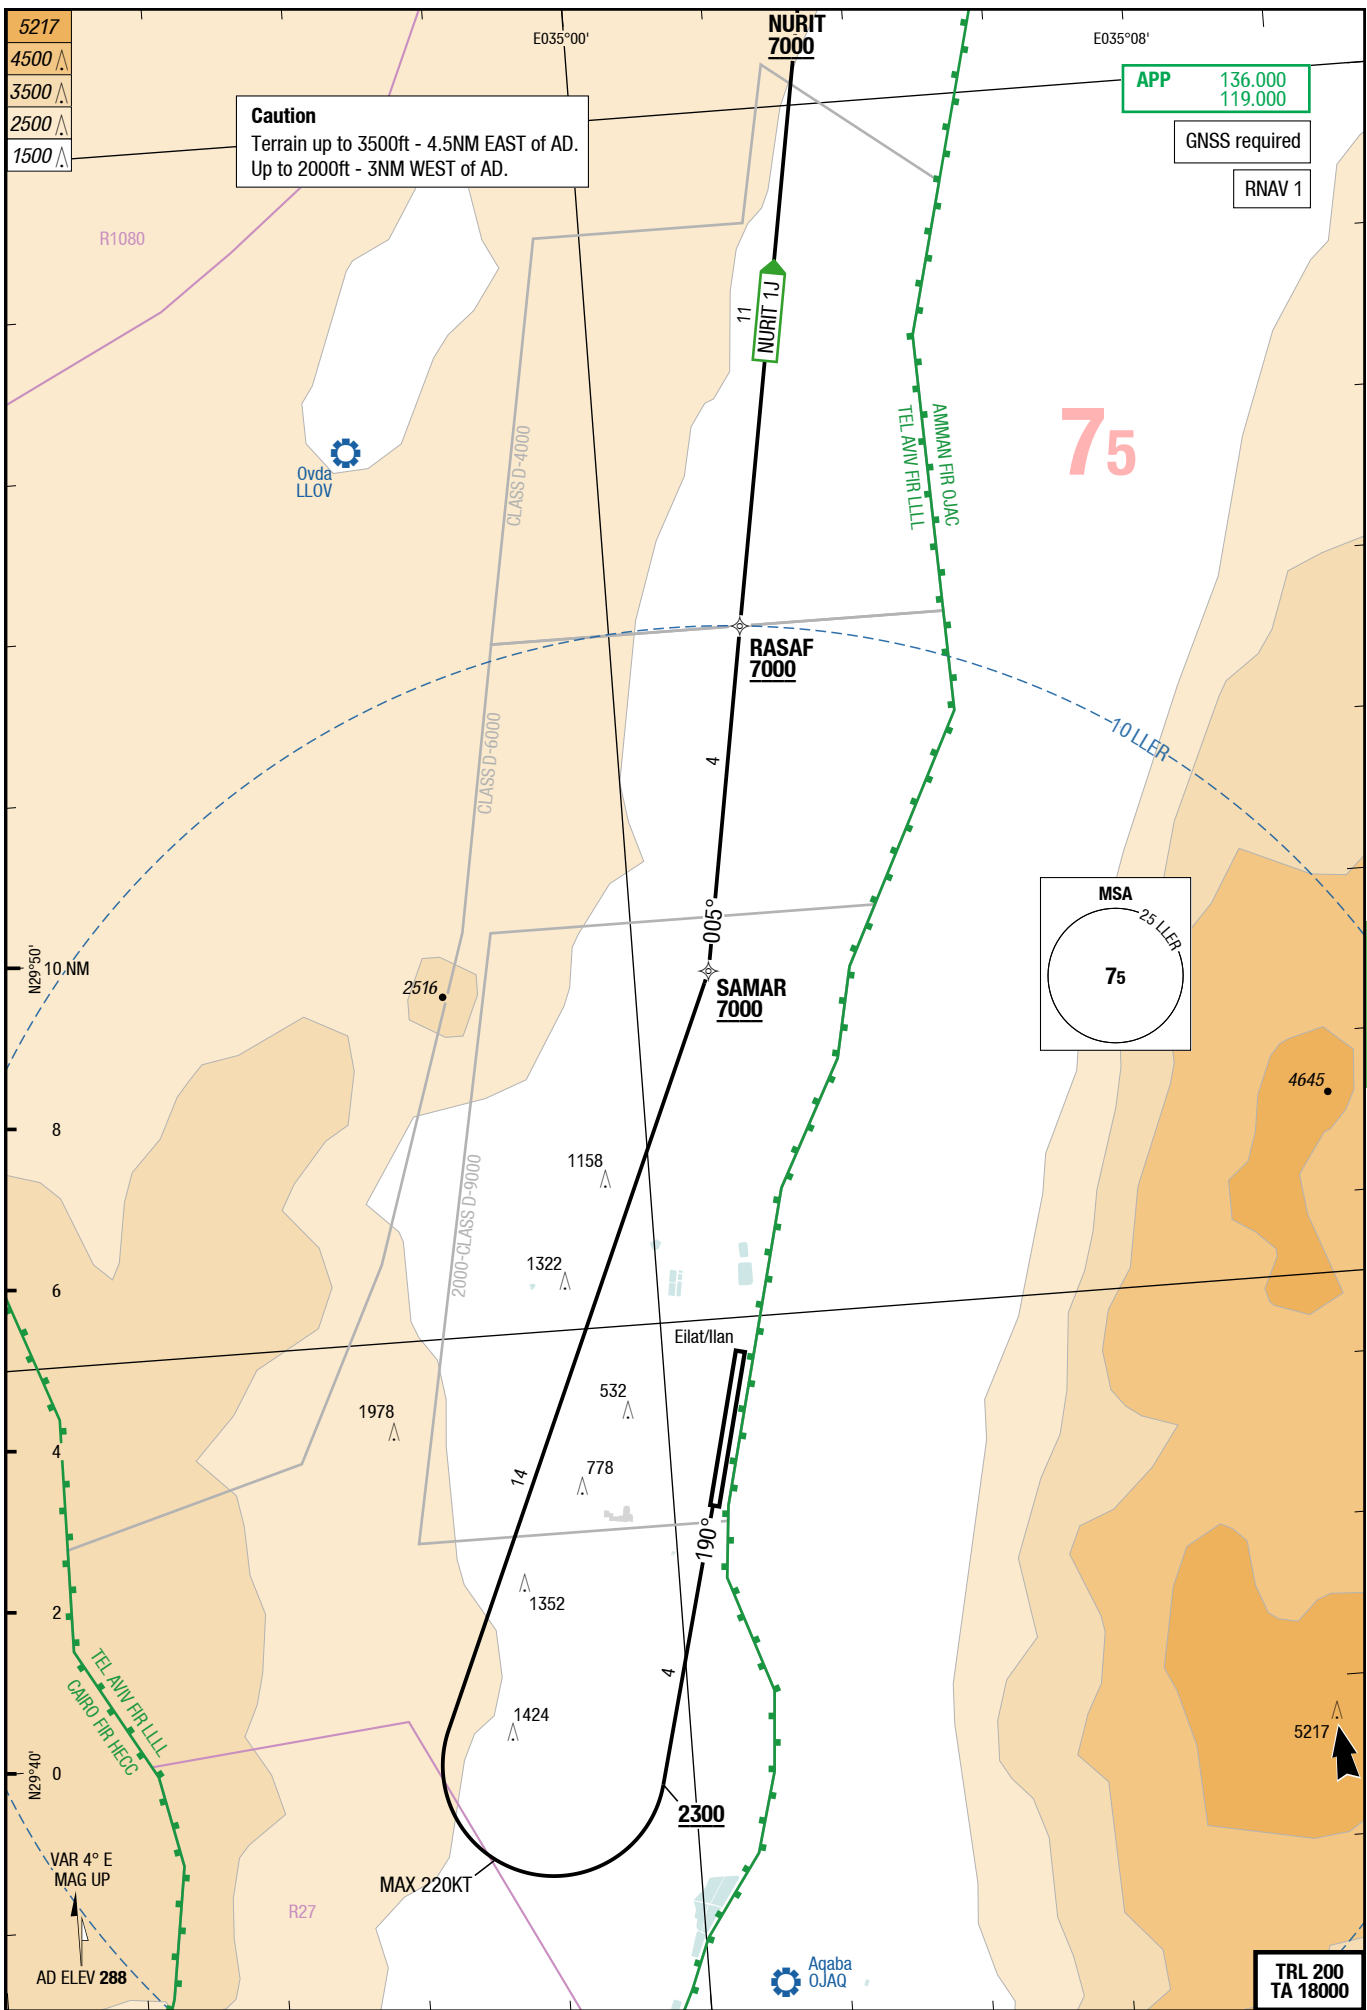 5217
4500
3500
2500
1500
E035°00'
NURIT
7000
E035°08'
APP 136.000
119.000
GNSS required
RNAV 1
Caution
Terrain up to 3500ft - 4.5NM EAST of AD.
Up to 2000ft - 3NM WEST of AD.
R1080
11
NURIT 1J
Ovda
LLOV
CLASS D-4000
TEL AVIV FIR LLLL
AMMAN FIR OJAC
75
RASAF
7000
CLASS D-6000
4
10 LLER
005°
MSA
25 LLER
75
N29°50'
10 NM
2516
SAMAR
7000
4645
8
1158
2000-CLASS D-9000
1322
6
Eilat/Ilan
532
1978
4
14
778
190°
2
1352
TEL AVIV FIR LLLL
CAIRO FIR HECC
4
1424
5217
N29°40'
0
2300
VAR 4° E
MAG UP
MAX 220KT
R27
AD ELEV 288
Aqaba
OJAQ
TRL 200
TA 18000